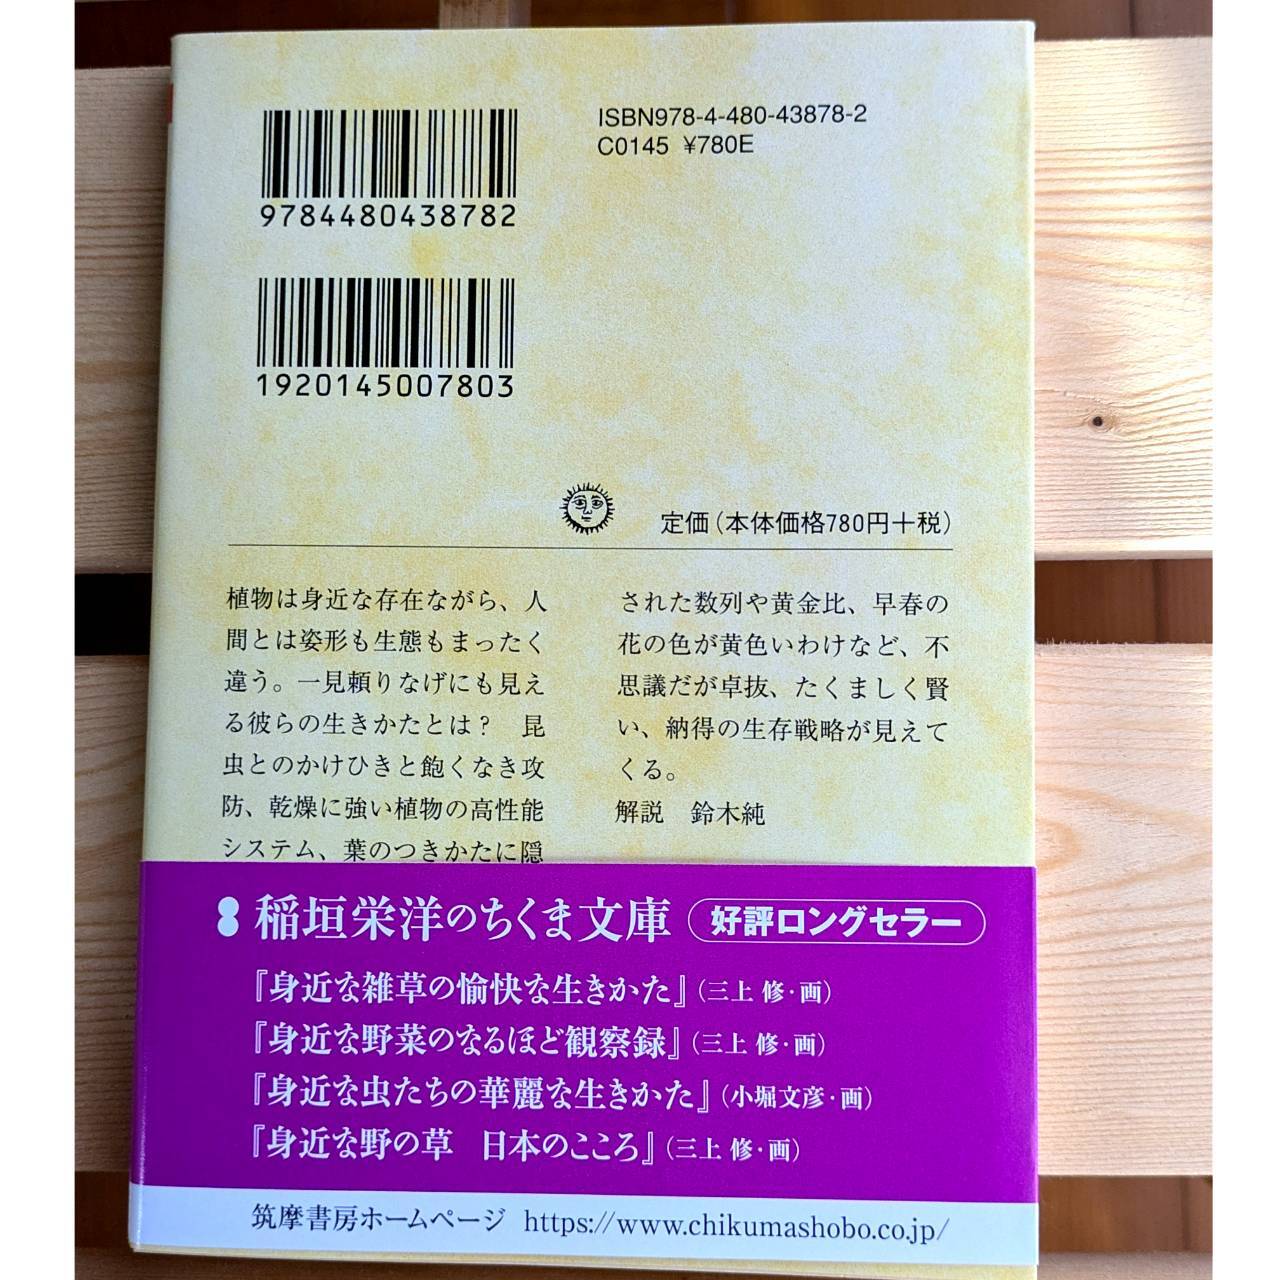 ISBN978-4-480-43878-2
C0145 ¥780E
9784480438782
1920145007803
定価(本体価格780円+税)
植物は身近な存在ながら、人
間とは姿形も生態もまったく
違う。一見頼りなげにも見え
る彼らの生きかたとは? 昆
虫とのかけひきと飽くなき攻
防、乾燥に強い植物の高性能
システム、葉のつきかたに隠
された数列や黄金比、早春の
花の色が黄色いわけなど、不
思議だが卓抜、たくましく賢
い、納得の生存戦略が見えて
くる。
解説 鈴木純
稲垣栄洋のちくま文庫 好評ロングセラー
『身近な雑草の愉快な生きかた』(三上 修・画)
『身近な野菜のなるほど観察録』(三上 修・画)
『身近な虫たちの華麗な生きかた』(小堀文彦・画)
『身近な野の草 日本のこころ』(三上 修・画)
筑摩書房ホームページ https://www.chikumashobo.co.jp/